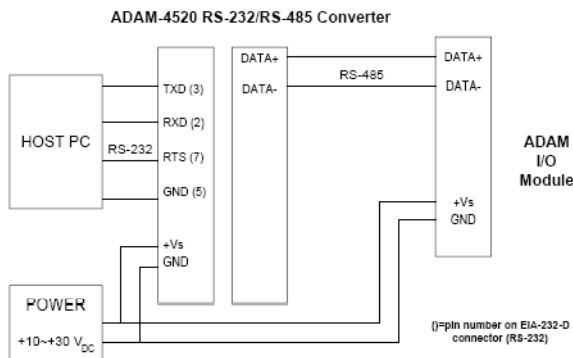 ADAM-4520 RS-232/RS-485 Converter
HOST PC
RS-232
TXD (3)
RXD (2)
RTS (7)
GND (5)
+Vs
GND
DATA+
DATA-
RS-485
DATA+
DATA-
+Vs
GND
ADAM
I/O
Module
POWER
+10~+30 VDC
()=pin number on EIA-232-D
connector (RS-232)